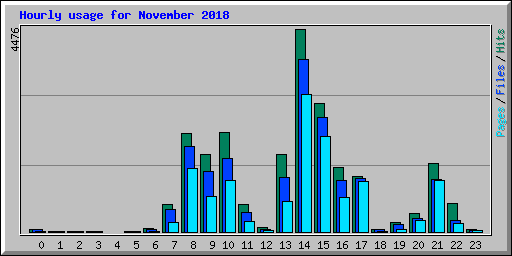 Hourly usage for November 2018
4476
Pages / Files / Hits
0 1 2 3 4 5 6 7 8 9 10 11 12 13 14 15 16 17 18 19 20 21 22 23